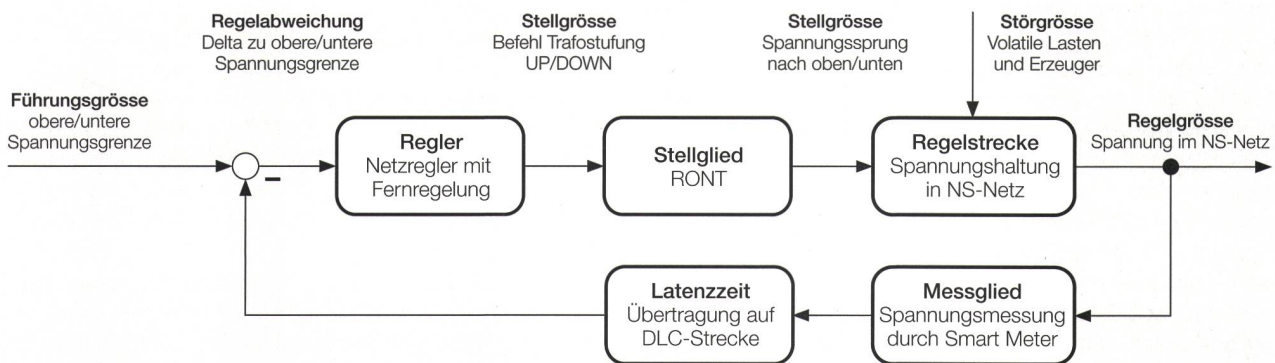 Regelabweichung
Delta zu obere/untere
Spannungsgrenze
Stellgrösse
Befehl Trafostufung
UP/DOWN
Stellgrösse
Spannungssprung
nach oben/unten
Störgrösse
Volatile Lasten
und Erzeuger
Führungsgrösse
obere/untere
Spannungsgrenze
Regler
Netzregler mit
Fernregelung
Stellglied
RONT
Regelstrecke
Spannungshaltung
in NS-Netz
Regelgrösse
Spannung im NS-Netz
–
Latenzzeit
Übertragung auf
DLC-Strecke
Messglied
Spannungsmessung
durch Smart Meter